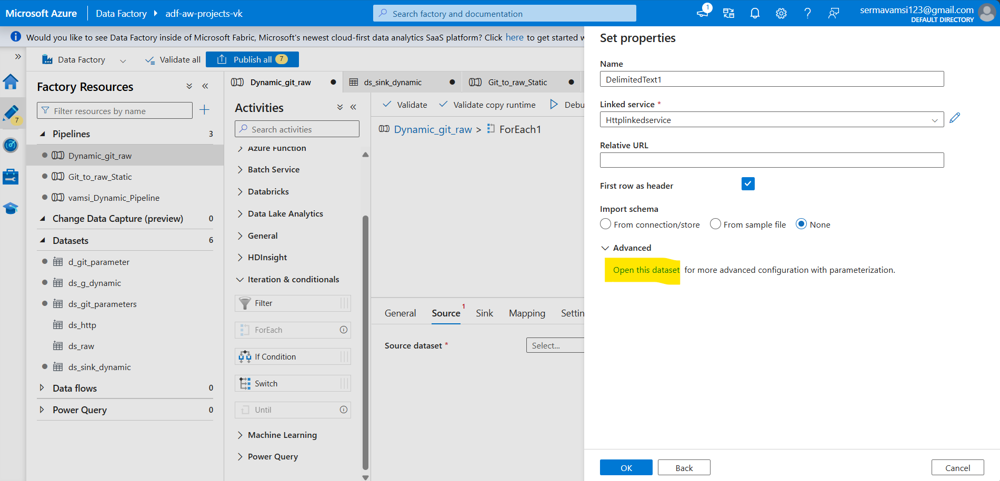 Microsoft Azure
Data Factory
adf-aw-projects-vk
Search factory and documentation
1
sermavamsi123@gmail.com
DEFAULT DIRECTORY
Would you like to see Data Factory inside of Microsoft Fabric, Microsoft's newest cloud-first data analytics SaaS platform? Click here to get started w
Data Factory
Validate all
Publish all 7
7
Factory Resources
Filter resources by name
Pipelines 3
Dynamic_git_raw
Git_to_raw_Static
vamsi_Dynamic_Pipeline
Change Data Capture (preview) 0
Datasets 6
d_git_parameter
ds_g_dynamic
ds_git_parameters
ds_http
ds_raw
ds_sink_dynamic
Data flows 0
Power Query 0
Dynamic_git_raw
ds_sink_dynamic
Git_to_raw_Static
Activities
Search activities
Azure Function
Batch Service
Databricks
Data Lake Analytics
General
HDInsight
Iteration & conditionals
Filter
ForEach
If Condition
Switch
Until
Machine Learning
Power Query
Validate
Validate copy runtime
Debu
Dynamic_git_raw > ForEach1
General
Source 1
Sink
Mapping
Settin
Source dataset *
Select...
Set properties
Name
DelimitedText1
Linked service *
Httplinkedservice
Relative URL
First row as header
Import schema
From connection/store
From sample file
None
Advanced
Open this dataset for more advanced configuration with parameterization.
OK
Back
Cancel